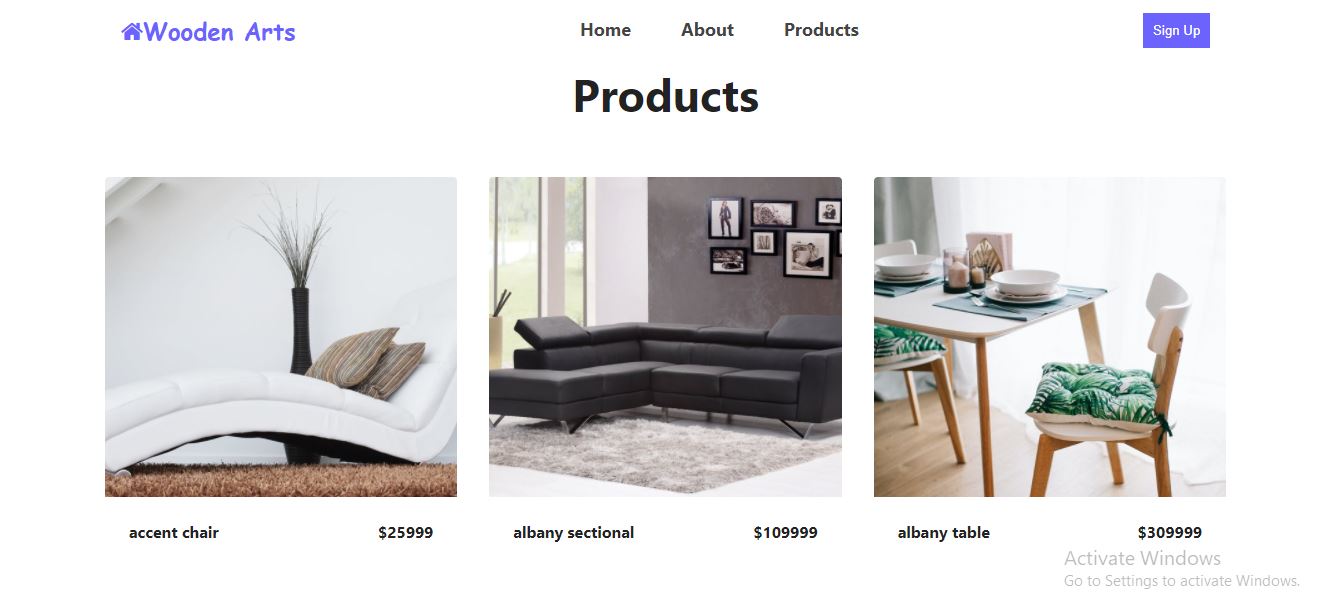 Wooden Arts
Home About Products
Sign Up
Products
accent chair $25999
albany sectional $109999
albany table $309999
Activate Windows
Go to Settings to activate Windows.